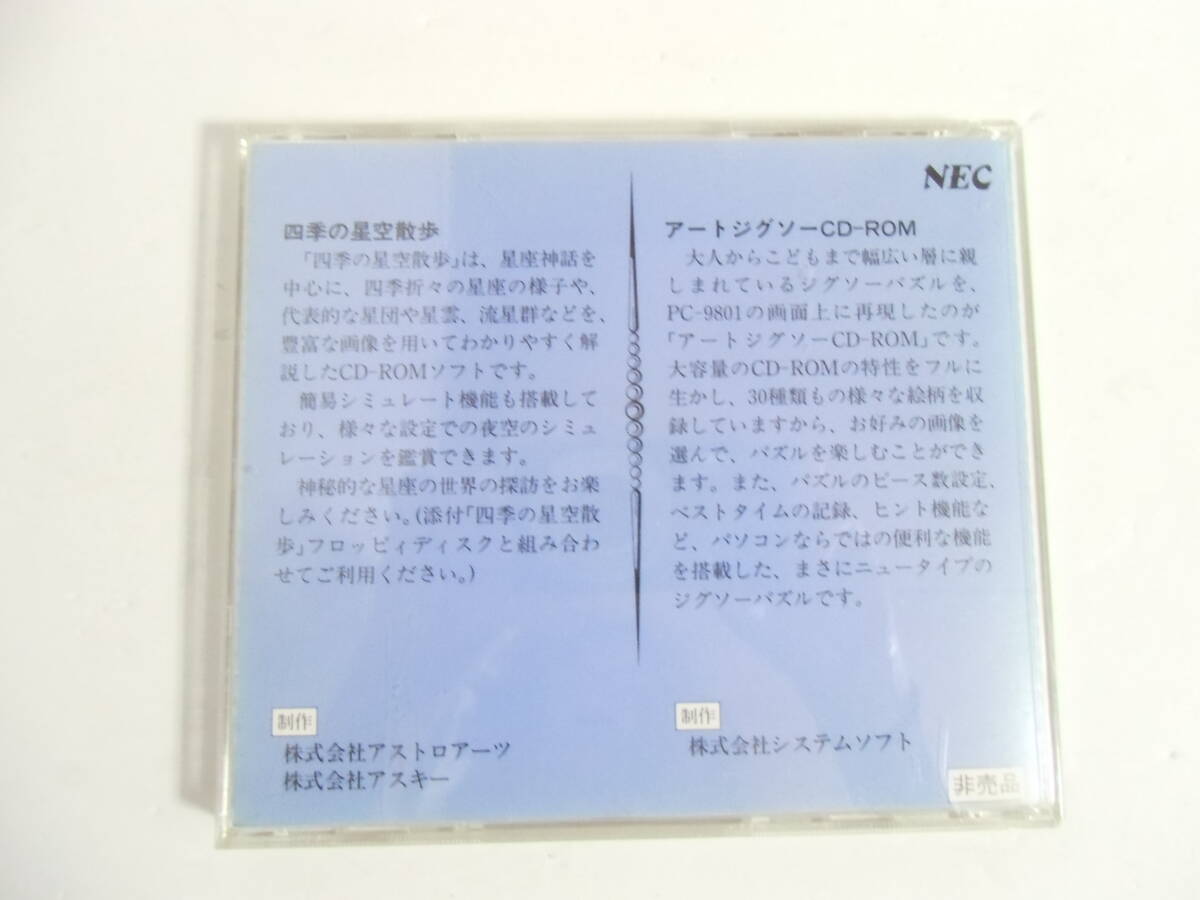 NEC
四季の星空散歩
「四季の星空散歩」は、星座神話を
中心に、四季折々の星座の様子や、
代表的な星団や星雲、流星群などを、
豊富な画像を用いてわかりやすく解
説したCD-ROMソフトです。
簡易シミュレート機能も搭載して
おり、様々な設定での夜空のシミュ
レーションを鑑賞できます。
神秘的な星座の世界の探訪をお楽
しみください。(添付「四季の星空散
歩」フロッピィディスクと組み合わ
せてご利用ください。)
制作
株式会社アストロアーツ
株式会社アスキー
アートジグソーCD-ROM
大人からこどもまで幅広い層に親
しまれているジグソーパズルを、
PC-9801の画面上に再現したのが
「アートジグソーCD-ROM」です。
大容量のCD-ROMの特性をフルに
生かし、30種類もの様々な絵柄を収
録していますから、お好みの画像を
選んで、パズルを楽しむことができ
ます。また、パズルのピース数設定、
ベストタイムの記録、ヒント機能な
ど、パソコンならではの便利な機能
を搭載した、まさにニュータイプの
ジグソーパズルです。
制作
株式会社システムソフト
非売品